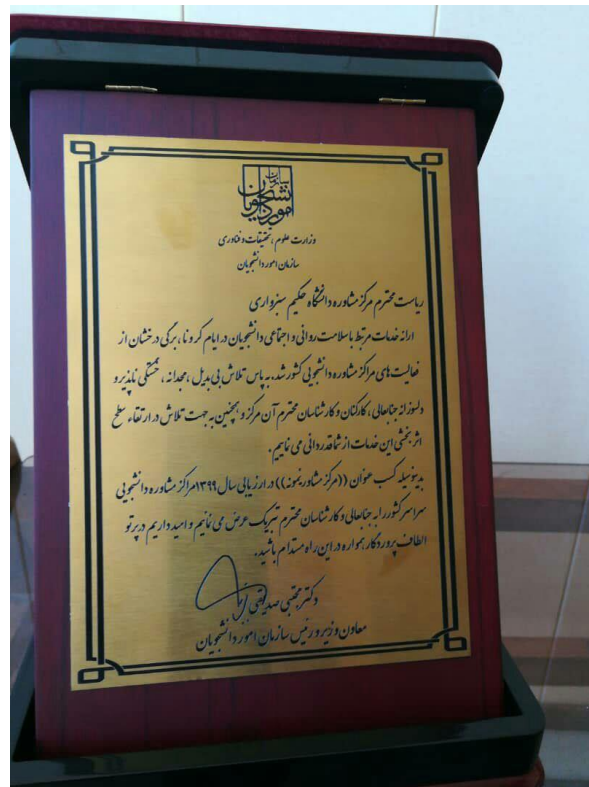 سازمان امور دانشجویان
وزارت علوم، تحقیقات و فناوری
سازمان امور دانشجویان
ریاست محترم مرکز مشاوره دانشگاه حکیم سبزواری
ارائه خدمات مرتبط با سلامت روانی و اجتماعی دانشجویان در ایام کرونا، برگی درخشان از
فعالیت های مراکز مشاوره دانشجویی کشور شد. به پاس تلاش بی بدیل، مجدانه، خستگی ناپذیر و
دلسوزانه جنابعالی، کارکنان و کارشناسان محترم آن مرکز و همچنین به جهت تلاش در ارتقاء سطح
اثربخشی این خدمات از شما قدردانی می نماییم.
بدینوسیله کسب عنوان ((مرکز مشاور نمونه)) در ارزیابی سال ۱۳۹۹ مراکز مشاوره دانشجویی
سراسر کشور را به جنابعالی و کارشناسان محترم تبریک عرض می نمائیم و امید داریم در پرتو
الطاف پروردگار همواره در این راه مستدام باشید.
دکتر مجتبی صدیقی
معاون وزیر و رئیس سازمان امور دانشجویان